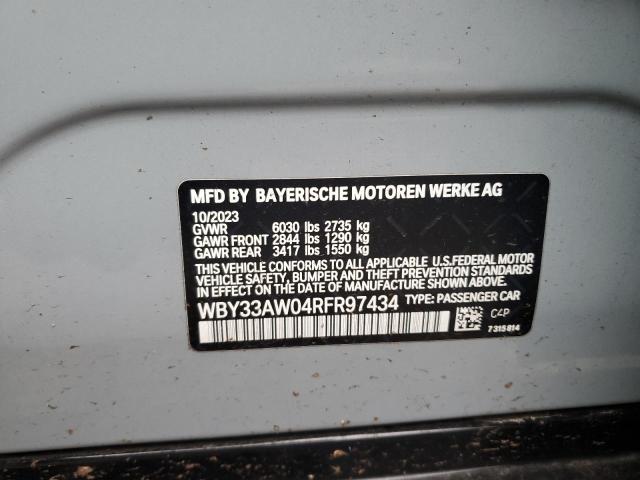 MFD BY BAYERISCHE MOTOREN WERKE AG
10/2023
GVWR 6030 lbs 2735 kg
GAWR FRONT 2844 lbs 1290 kg
GAWR REAR 3417 lbs 1550 kg
THIS VEHICLE CONFORMS TO ALL APPLICABLE U.S.FEDERAL MOTOR
VEHICLE SAFETY, BUMPER AND THEFT PREVENTION STANDARDS
IN EFFECT ON THE DATE OF MANUFACTURE SHOWN ABOVE.
WBY33AW04RFR97434 TYPE: PASSENGER CAR
C4P
7315814